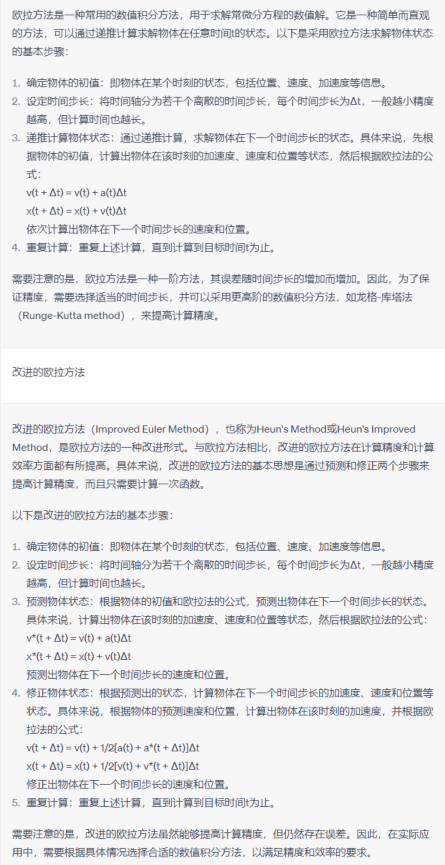 欧拉方法是一种常用的数值积分方法，用于求解常微分方程的数值解。它是一种简单而直观
的方法，可以通过递推计算求解物体在任意时间t的状态。以下是采用欧拉方法求解物体状态
的基本步骤：
1. 确定物体的初值：即物体在某个时刻的状态，包括位置、速度、加速度等信息。
2. 设定时间步长：将时间轴分为若干个离散的时间步长，每个时间步长为Δt，一般越小精度
越高，但计算时间也越长。
3. 递推计算物体状态：通过递推计算，求解物体在下一个时间步长的状态。具体来说，先根
据物体的初值，计算出物体在该时刻的加速度、速度和位置等状态，然后根据欧拉法的公
式：
v(t + Δt) = v(t) + a(t)Δt
x(t + Δt) = x(t) + v(t)Δt
依次计算出物体在下一个时间步长的速度和位置。
4. 重复计算：重复上述计算，直到计算到目标时间t为止。
需要注意的是，欧拉方法是一种一阶方法，其误差随时间步长的增加而增加。因此，为了保
证精度，需要选择适当的时间步长，并可以采用更高阶的数值积分方法，如龙格-库塔法
（Runge-Kutta method），来提高计算精度。
改进的欧拉方法
改进的欧拉方法（Improved Euler Method），也称为Heun's Method或Heun's Improved
Method，是欧拉方法的一种改进形式。与欧拉方法相比，改进的欧拉方法在计算精度和计算
效率方面都有所提高。具体来说，改进的欧拉方法的基本思想是通过预测和修正两个步骤来
提高计算精度，而且只需要计算一次函数。
以下是改进的欧拉方法的基本步骤：
1. 确定物体的初值：即物体在某个时刻的状态，包括位置、速度、加速度等信息。
2. 设定时间步长：将时间轴分为若干个离散的时间步长，每个时间步长为Δt，一般越小精度
越高，但计算时间也越长。
3. 预测物体状态：根据物体的初值和欧拉法的公式，预测出物体在下一个时间步长的状态。
具体来说，计算出物体在该时刻的加速度、速度和位置等状态，然后根据欧拉法的公式：
v*(t + Δt) = v(t) + a(t)Δt
x*(t + Δt) = x(t) + v(t)Δt
预测出物体在下一个时间步长的速度和位置。
4. 修正物体状态：根据预测出的状态，计算物体在下一个时间步长的加速度、速度和位置等
状态。具体来说，根据物体的预测速度和位置，计算出物体在该时刻的加速度，并根据欧
拉法的公式：
v(t + Δt) = v(t) + 1/2[a(t) + a*(t + Δt)]Δt
x(t + Δt) = x(t) + 1/2[v(t) + v*(t + Δt)]Δt
修正出物体在下一个时间步长的速度和位置。
5. 重复计算：重复上述计算，直到计算到目标时间t为止。
需要注意的是，改进的欧拉方法虽然能够提高计算精度，但仍然存在误差。因此，在实际应
用中，需要根据具体情况选择合适的数值积分方法，以满足精度和效率的要求。